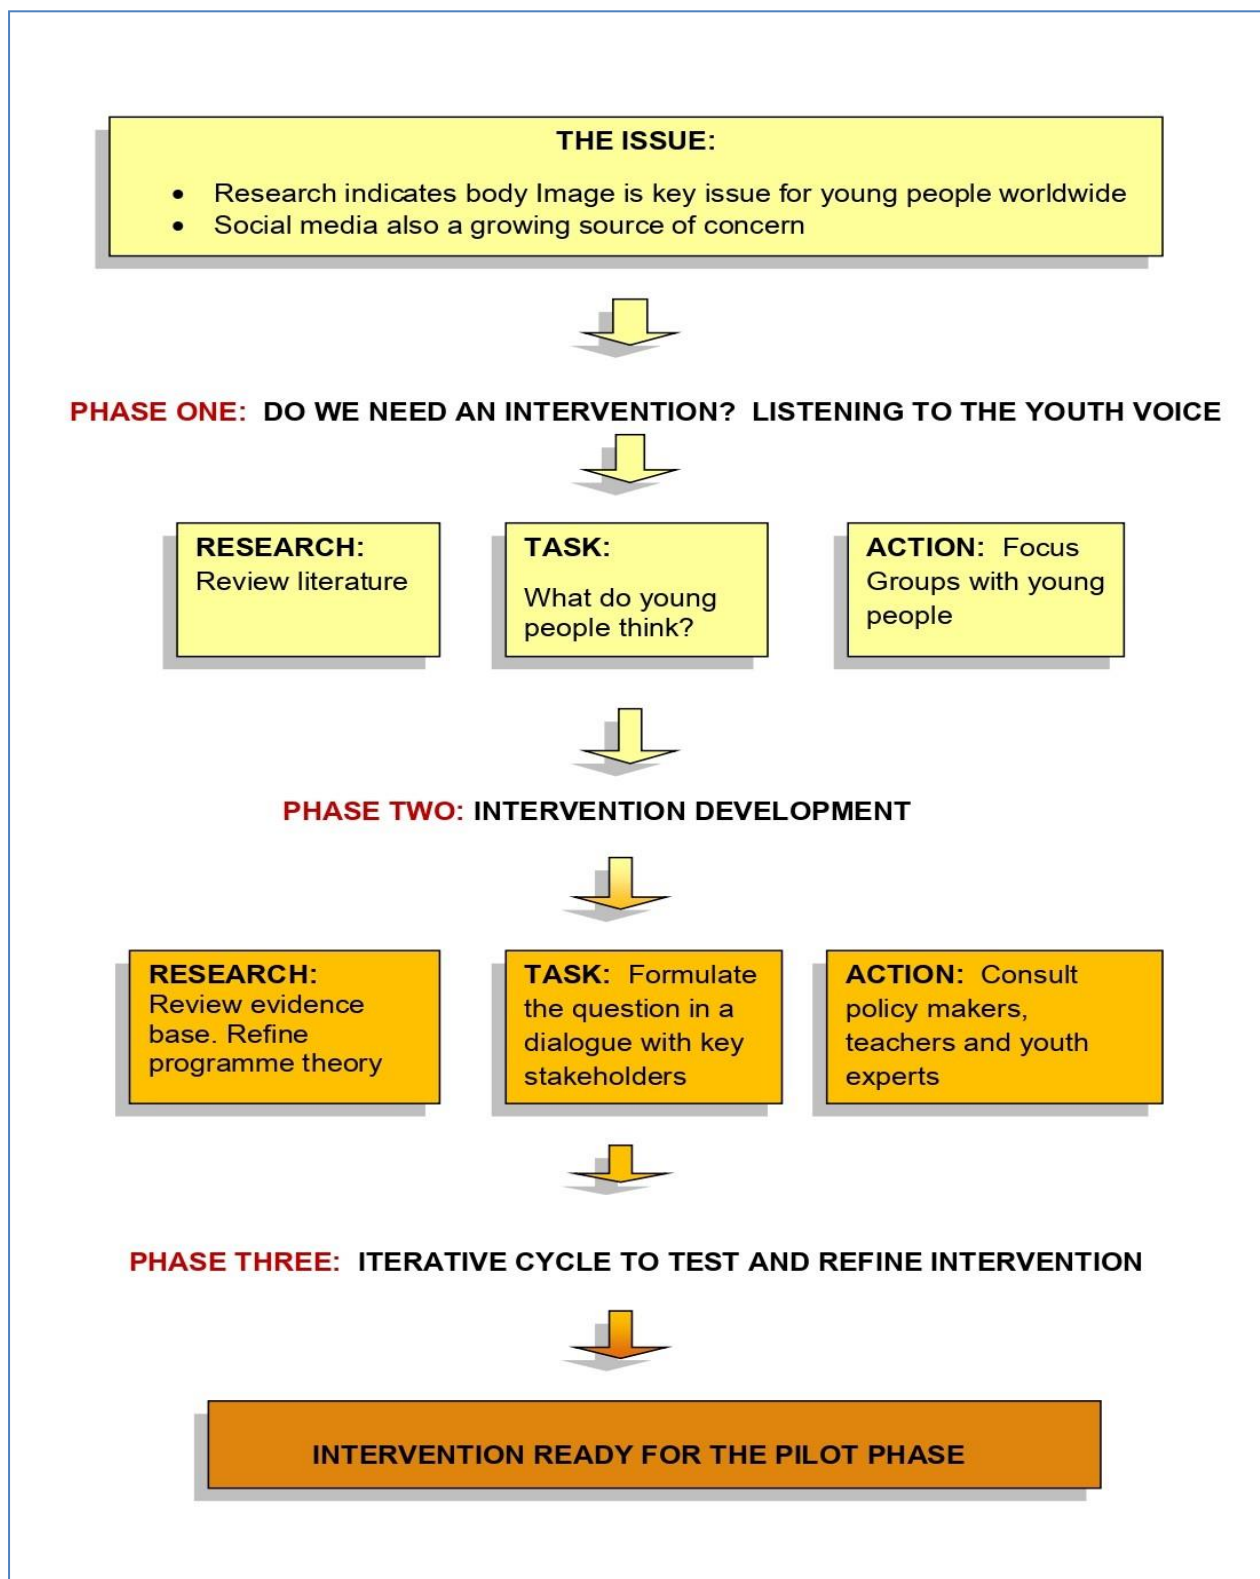 THE ISSUE:
• Research indicates body Image is key issue for young people worldwide
• Social media also a growing source of concern
PHASE ONE: DO WE NEED AN INTERVENTION? LISTENING TO THE YOUTH VOICE
RESEARCH:
Review literature
TASK:
What do young
people think?
ACTION: Focus
Groups with young
people
PHASE TWO: INTERVENTION DEVELOPMENT
RESEARCH:
Review evidence
base. Refine
programme theory
TASK: Formulate
the question in a
dialogue with key
stakeholders
ACTION: Consult
policy makers,
teachers and youth
experts
PHASE THREE: ITERATIVE CYCLE TO TEST AND REFINE INTERVENTION
INTERVENTION READY FOR THE PILOT PHASE